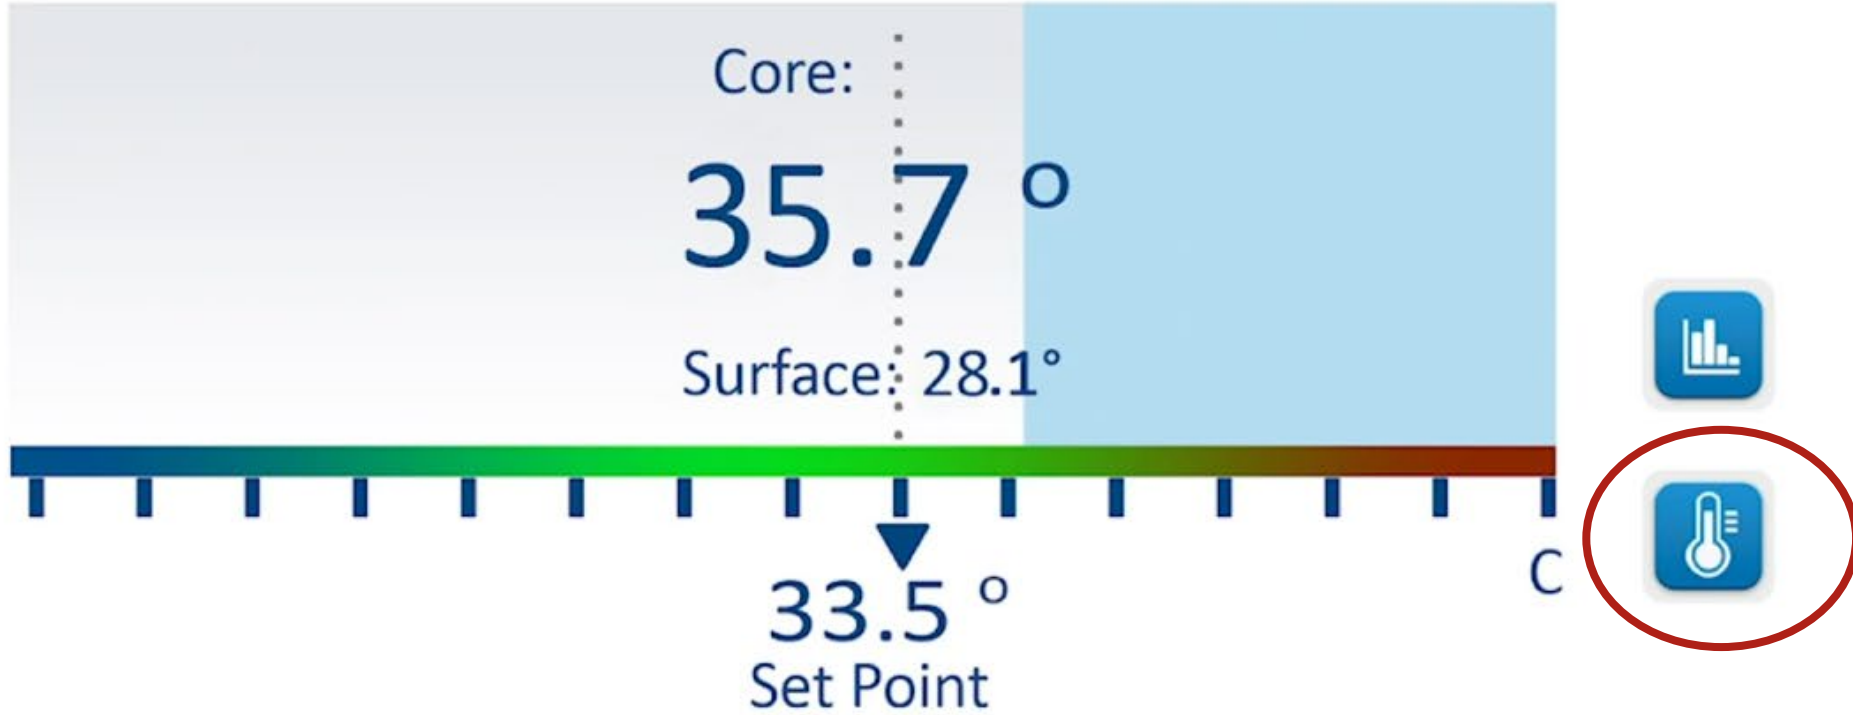 Core:
35.7 °
Surface: 28.1°
C
33.5 °
Set Point